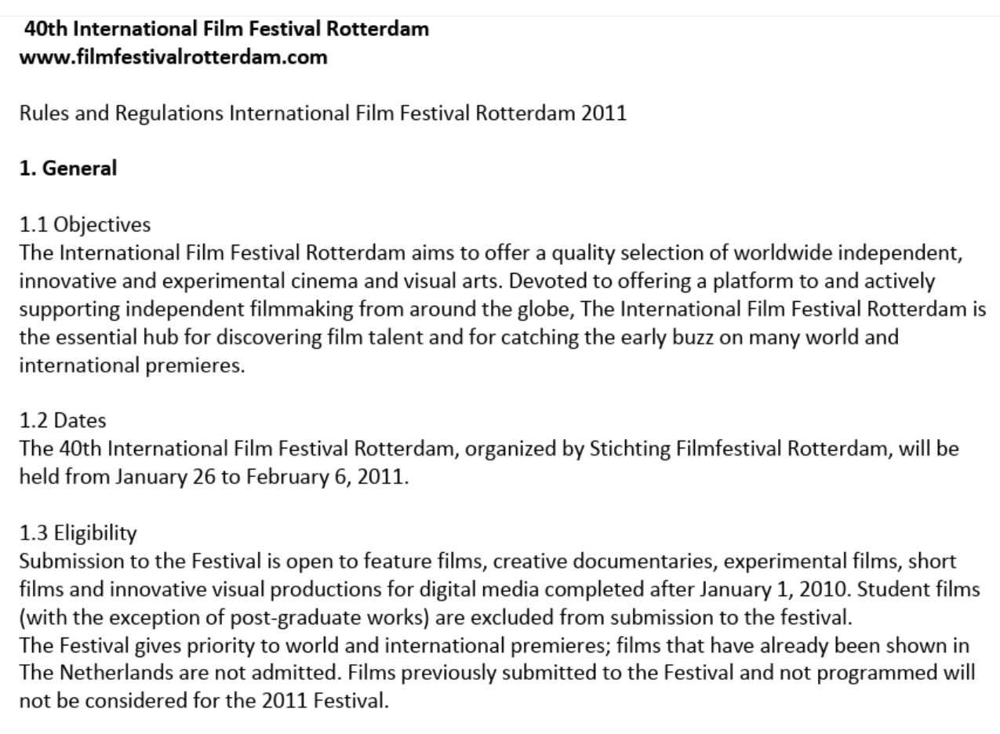 40th International Film Festival Rotterdam
www.filmfestivalrotterdam.com
Rules and Regulations International Film Festival Rotterdam 2011
1. General
1.1 Objectives
The International Film Festival Rotterdam aims to offer a quality selection of worldwide independent,
innovative and experimental cinema and visual arts. Devoted to offering a platform to and actively
supporting independent filmmaking from around the globe, The International Film Festival Rotterdam is
the essential hub for discovering film talent and for catching the early buzz on many world and
international premieres.
1.2 Dates
The 40th International Film Festival Rotterdam, organized by Stichting Filmfestival Rotterdam, will be
held from January 26 to February 6, 2011.
1.3 Eligibility
Submission to the Festival is open to feature films, creative documentaries, experimental films, short
films and innovative visual productions for digital media completed after January 1, 2010. Student films
(with the exception of post-graduate works) are excluded from submission to the festival.
The Festival gives priority to world and international premieres; films that have already been shown in
The Netherlands are not admitted. Films previously submitted to the Festival and not programmed will
not be considered for the 2011 Festival.